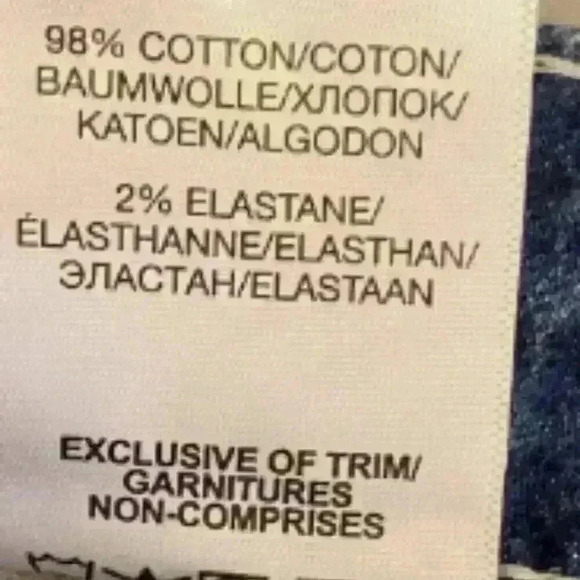 98% COTTON/COTON/
BAUMWOLLE/ХЛОПОК/
KATOEN/ALGODON
2% ELASTANE/
ÉLASTHANNE/ELASTHAN/
ЭЛАСТАН/ELASTAAN
EXCLUSIVE OF TRIM/
GARNITURES
NON-COMPRISES